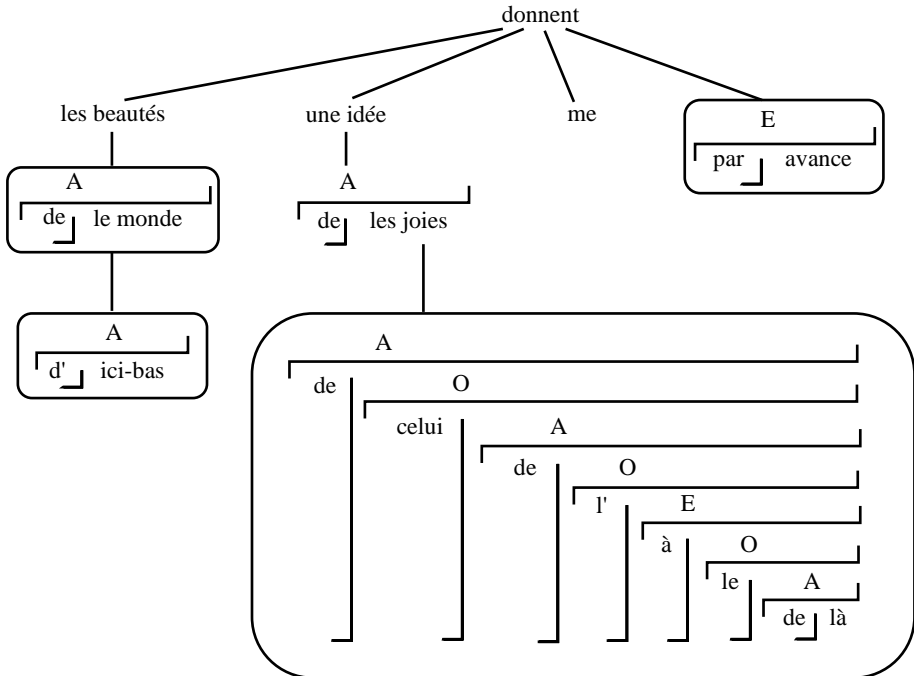 donnent
les beautés une idée me E
par avance
A A
de le monde de les joies
A
d' ici-bas
A
de O
celui A
de O
l' E
à O
le A
de là